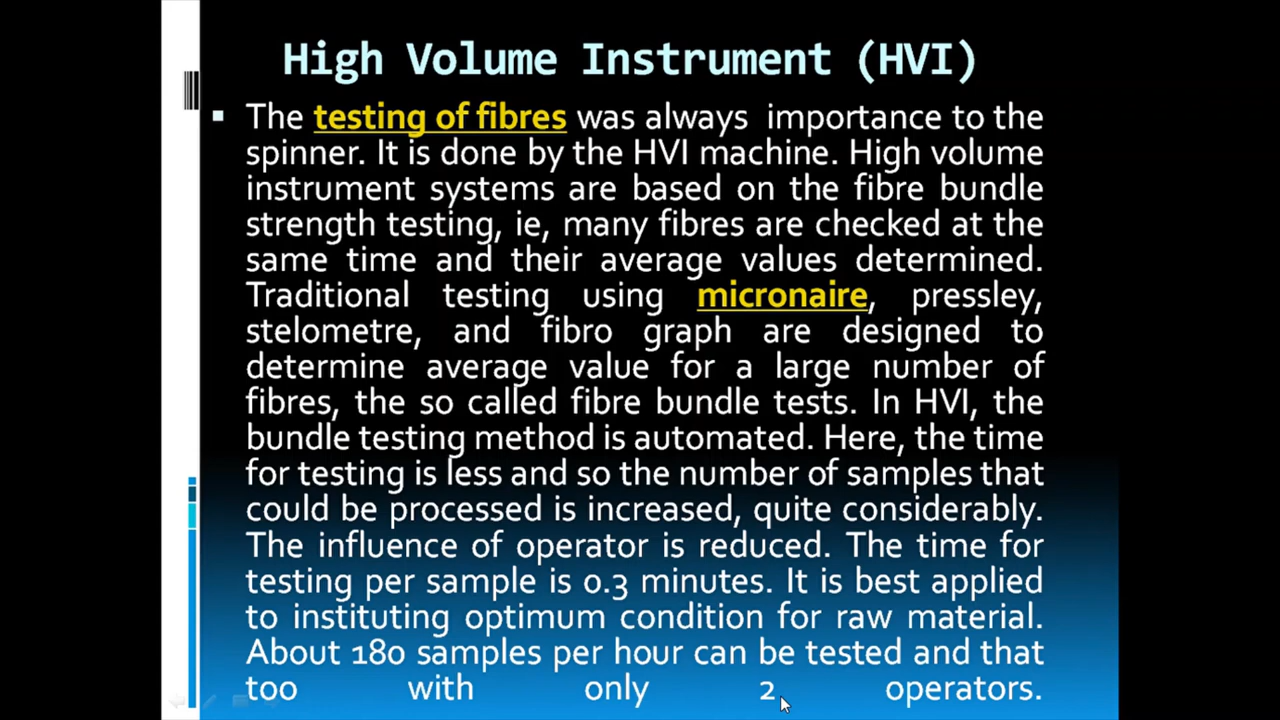 High Volume Instrument (HVI)
▪ The testing of fibres was always importance to the
spinner. It is done by the HVI machine. High volume
instrument systems are based on the fibre bundle
strength testing, ie, many fibres are checked at the
same time and their average values determined.
Traditional testing using micronaire, pressley,
stelometre, and fibro graph are designed to
determine average value for a large number of
fibres, the so called fibre bundle tests. In HVI, the
bundle testing method is automated. Here, the time
for testing is less and so the number of samples that
could be processed is increased, quite considerably.
The influence of operator is reduced. The time for
testing per sample is 0.3 minutes. It is best applied
to instituting optimum condition for raw material.
About 180 samples per hour can be tested and that
too with only 2 operators.